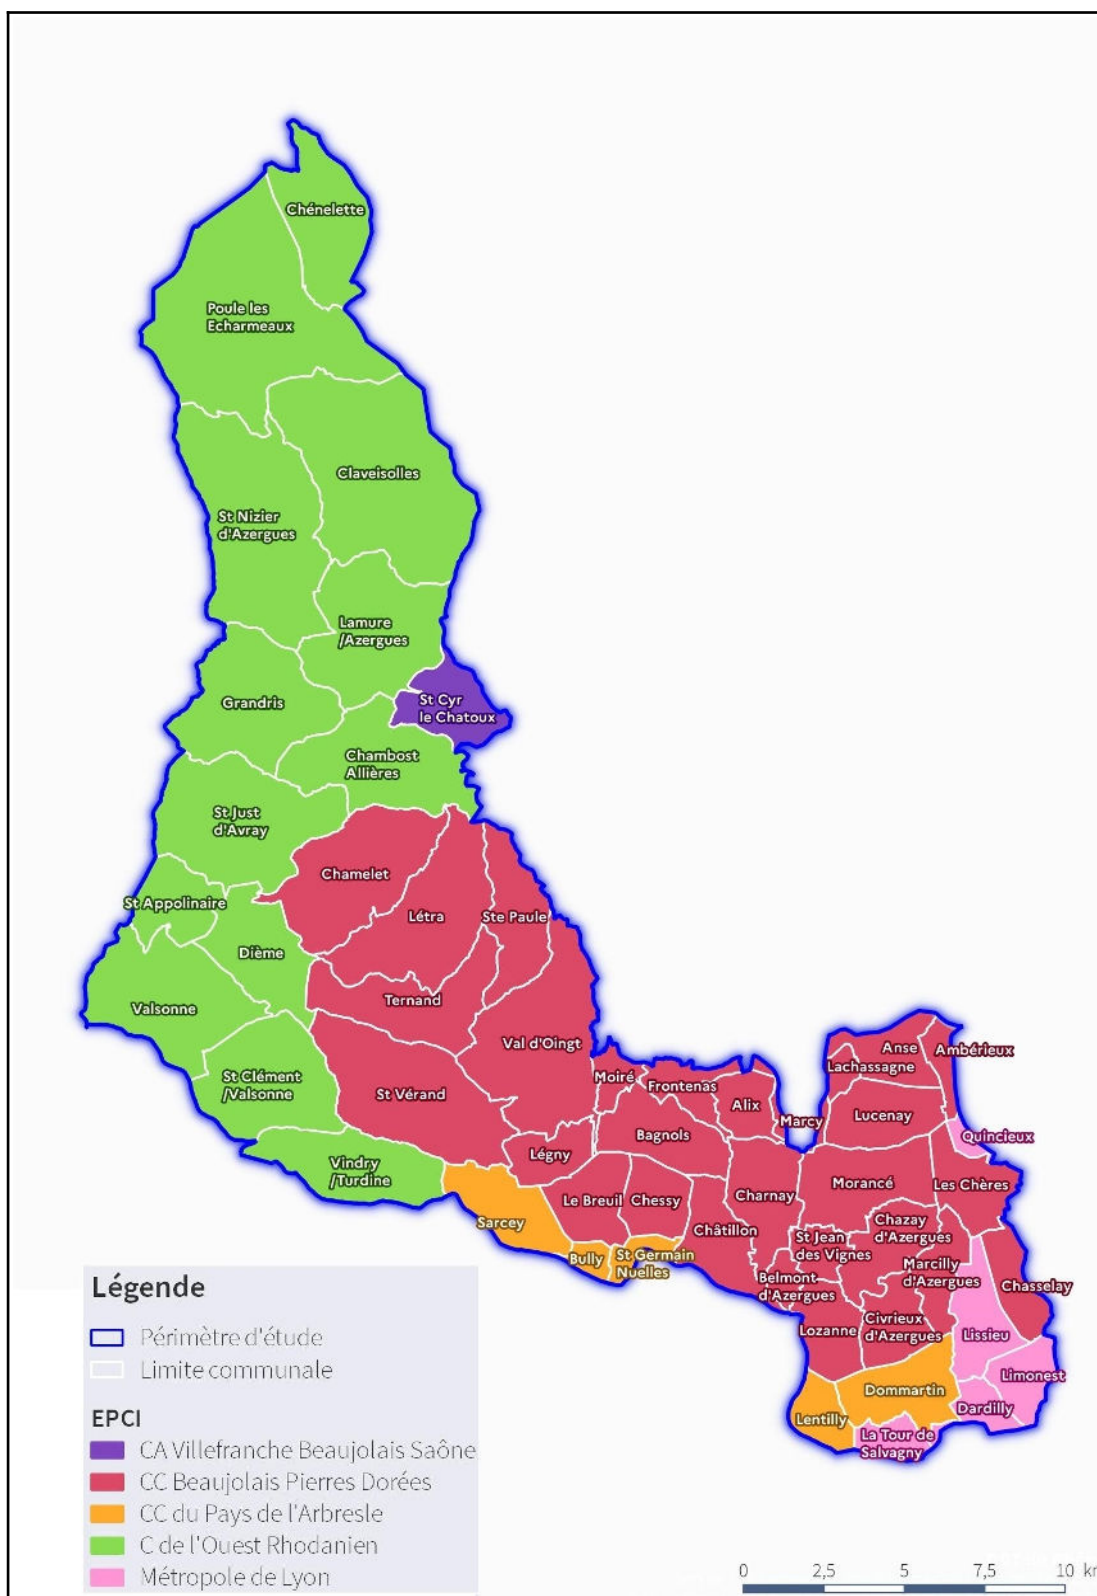 Chénelette
Poule les
Echarmeaux
Claveisolles
St Nizier
d'Azergues
Lamure
/Azergues
St Cyr
le Chatoux
Grandris
Chambost
Allières
St Just
d'Avray
Chamelet
St Appolinaire
Létra
Ste Paule
Dième
Ternand
Valsonne
Val d'Oingt
Anse
Ambérieux
Lachassagne
Moiré
Frontenas
St Clément
/Valsonne
St Vérand
Alix
Marcy
Lucenay
Bagnols
Quincieux
Légny
Vindry
/Turdine
Le Breuil
Chessy
Charnay
Morancé
Les Chères
Sarcey
Châtillon
Chazay
d'Azergues
St Jean
des Vignes
Bully
St Germain
Nuelles
Marcilly
d'Azergues
Belmont
d'Azergues
Chasselay
Lozanne
Civrieux
d'Azergues
Lissieu
Limonest
Dommartin
Dardilly
Lentilly
La Tour de
Salvagny
Légende
Périmètre d'étude
Limite communale
EPCI
CA Villefranche Beaujolais Saône
CC Beaujolais Pierres Dorées
CC du Pays de l'Arbresle
C de l'Ouest Rhodanien
Métropole de Lyon
0 2,5 5 7,5 10 km